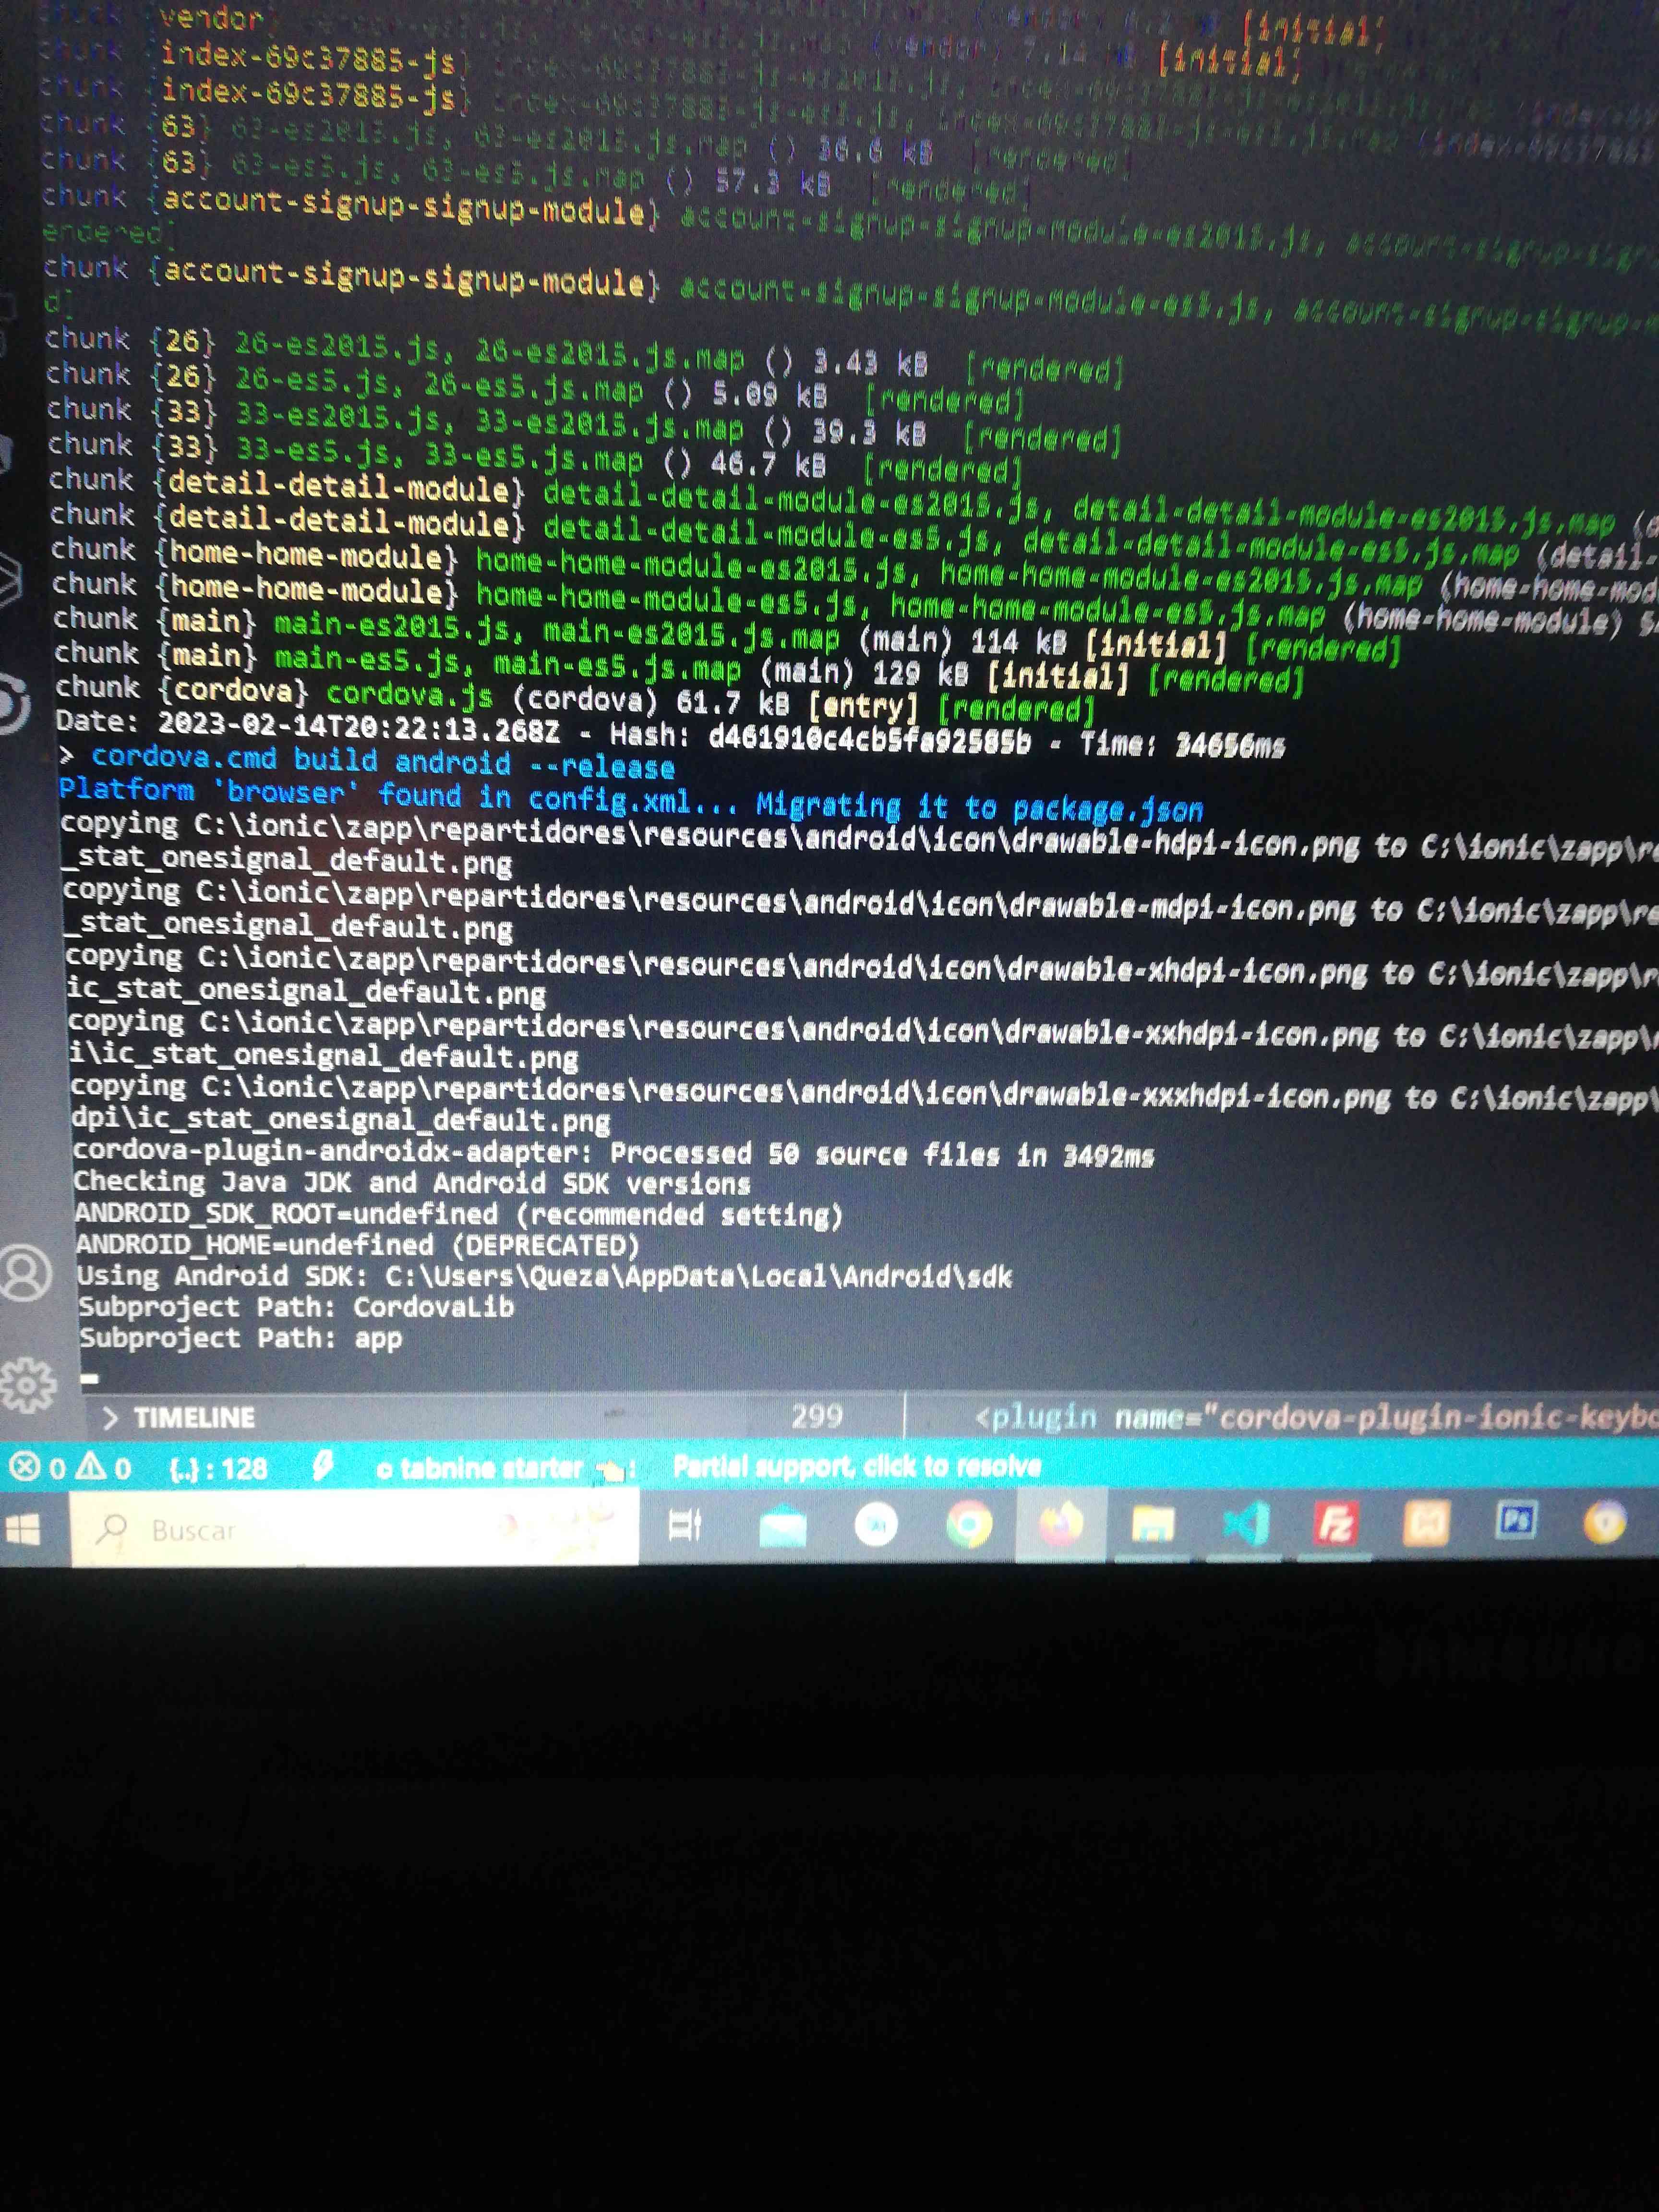 vendor
[initial]
{index-69c37885-js}
[initial]
chunk {index-69c37885-js}
chunk {63} 63-es2015.js, 63-es2015.js.map () 36.6 kB [rendered]
chunk {63} 63-es5.js, 63-es5.js.map () 57.3 kB [rendered]
chunk {account-signup-signup-module} account-signup-signup-module-es2015.js,
endered]
chunk {account-signup-signup-module} account-signup-signup-module-es5.js,
d]
chunk {26} 26-es2015.js, 26-es2015.js.map () 3.43 kB [rendered]
chunk {26} 26-es5.js, 26-es5.js.map () 5.09 kB [rendered]
chunk {33} 33-es2015.js, 33-es2015.js.map () 39.3 kB [rendered]
chunk {33} 33-es5.js, 33-es5.js.map () 46.7 kB [rendered]
chunk {detail-detail-module} detail-detail-module-es2015.js, detail-detail-module-es2015.js.map
chunk {detail-detail-module} detail-detail-module-es5.js, detail-detail-module-es5.js.map (detail-
chunk {home-home-module} home-home-module-es2015.js, home-home-module-es2015.js.map (home-home-mod
chunk {home-home-module} home-home-module-es5.js, home-home-module-es5.js.map (home-home-module)
chunk {main} main-es2015.js, main-es2015.js.map (main) 114 kB [initial] [rendered]
chunk {main} main-es5.js, main-es5.js.map (main) 129 kB [initial] [rendered]
chunk {cordova} cordova.js (cordova) 61.7 kB [entry] [rendered]
Date: 2023-02-14T20:22:13.268Z - Hash: d461910c4cb5fa92585b - Time: 34656ms
> cordova.cmd build android --release
Platform 'browser' found in config.xml... Migrating it to package.json
copying C:\ionic\zapp\repartidores\resources\android\icon\drawable-hdpi-icon.png to C:\ionic\zapp\re
_stat_onesignal_default.png
copying C:\ionic\zapp\repartidores\resources\android\icon\drawable-mdpi-icon.png to C:\ionic\zapp\re
_stat_onesignal_default.png
copying C:\ionic\zapp\repartidores\resources\android\icon\drawable-xhdpi-icon.png to C:\ionic\zapp\r
ic_stat_onesignal_default.png
copying C:\ionic\zapp\repartidores\resources\android\icon\drawable-xxhdpi-icon.png to C:\ionic\zapp\
i\ic_stat_onesignal_default.png
copying C:\ionic\zapp\repartidores\resources\android\icon\drawable-xxxhdpi-icon.png to C:\ionic\zapp\
dpi\ic_stat_onesignal_default.png
cordova-plugin-androidx-adapter: Processed 50 source files in 3492ms
Checking Java JDK and Android SDK versions
ANDROID_SDK_ROOT=undefined (recommended setting)
ANDROID_HOME=undefined (DEPRECATED)
Using Android SDK: C:\Users\Queza\AppData\Local\Android\sdk
Subproject Path: CordovaLib
Subproject Path: app
> TIMELINE
299 <plugin name="cordova-plugin-ionic-keybo
0 0 {..} : 128 tabnine starter : Partial support, click to resolve
Buscar
Fz
Ps
SAMSUNG